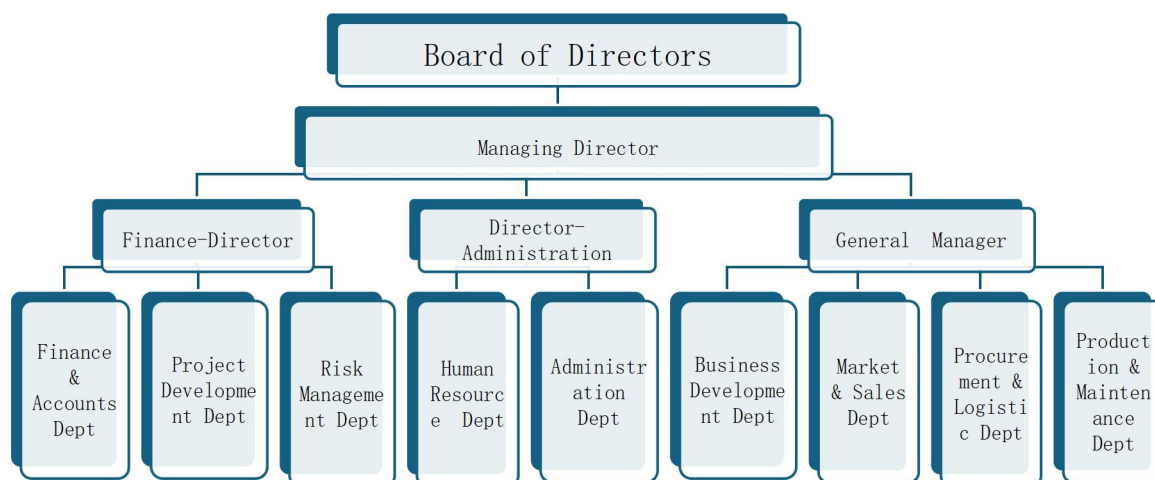 Board of Directors
Managing Director
Finance-Director
Director-
Administration
General Manager
Finance
&
Accounts
Dept
Project
Developme
nt Dept
Risk
Manageme
nt Dept
Human
Resourc
e Dept
Administr
ation
Dept
Business
Developme
nt Dept
Market
& Sales
Dept
Procure
ment &
Logisti
c Dept
Product
ion &
Mainten
ance
Dept